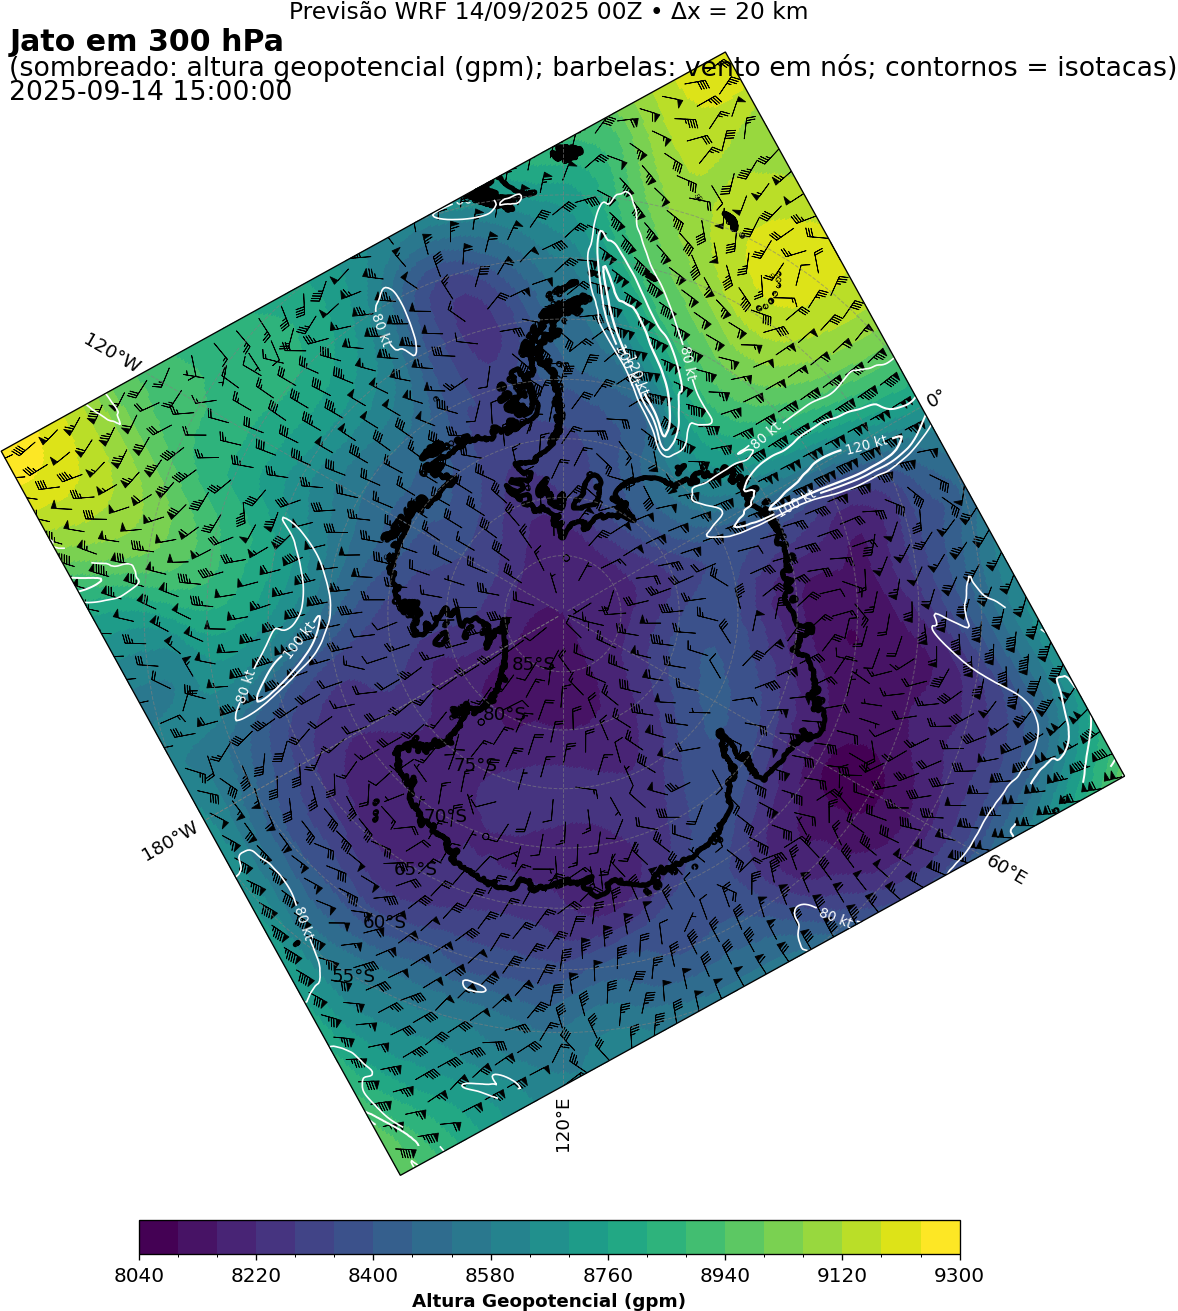 Previsão WRF 14/09/2025 00Z • Δx = 20 km
Jato em 300 hPa
(sombreado: altura geopotencial (gpm); barbelas: vento em nós; contornos = isotacas)
2025-09-14 15:00:00
120°W
80 kt
80 kt
100 kt
120 kt
0°
80 kt
120 kt
100 kt
100 kt
80 kt
85°S
80°S
75°S
70°S
65°S
60°S
55°S
180°W
80 kt
60°E
80 kt
120°E
8040 8220 8400 8580 8760 8940 9120 9300
Altura Geopotencial (gpm)